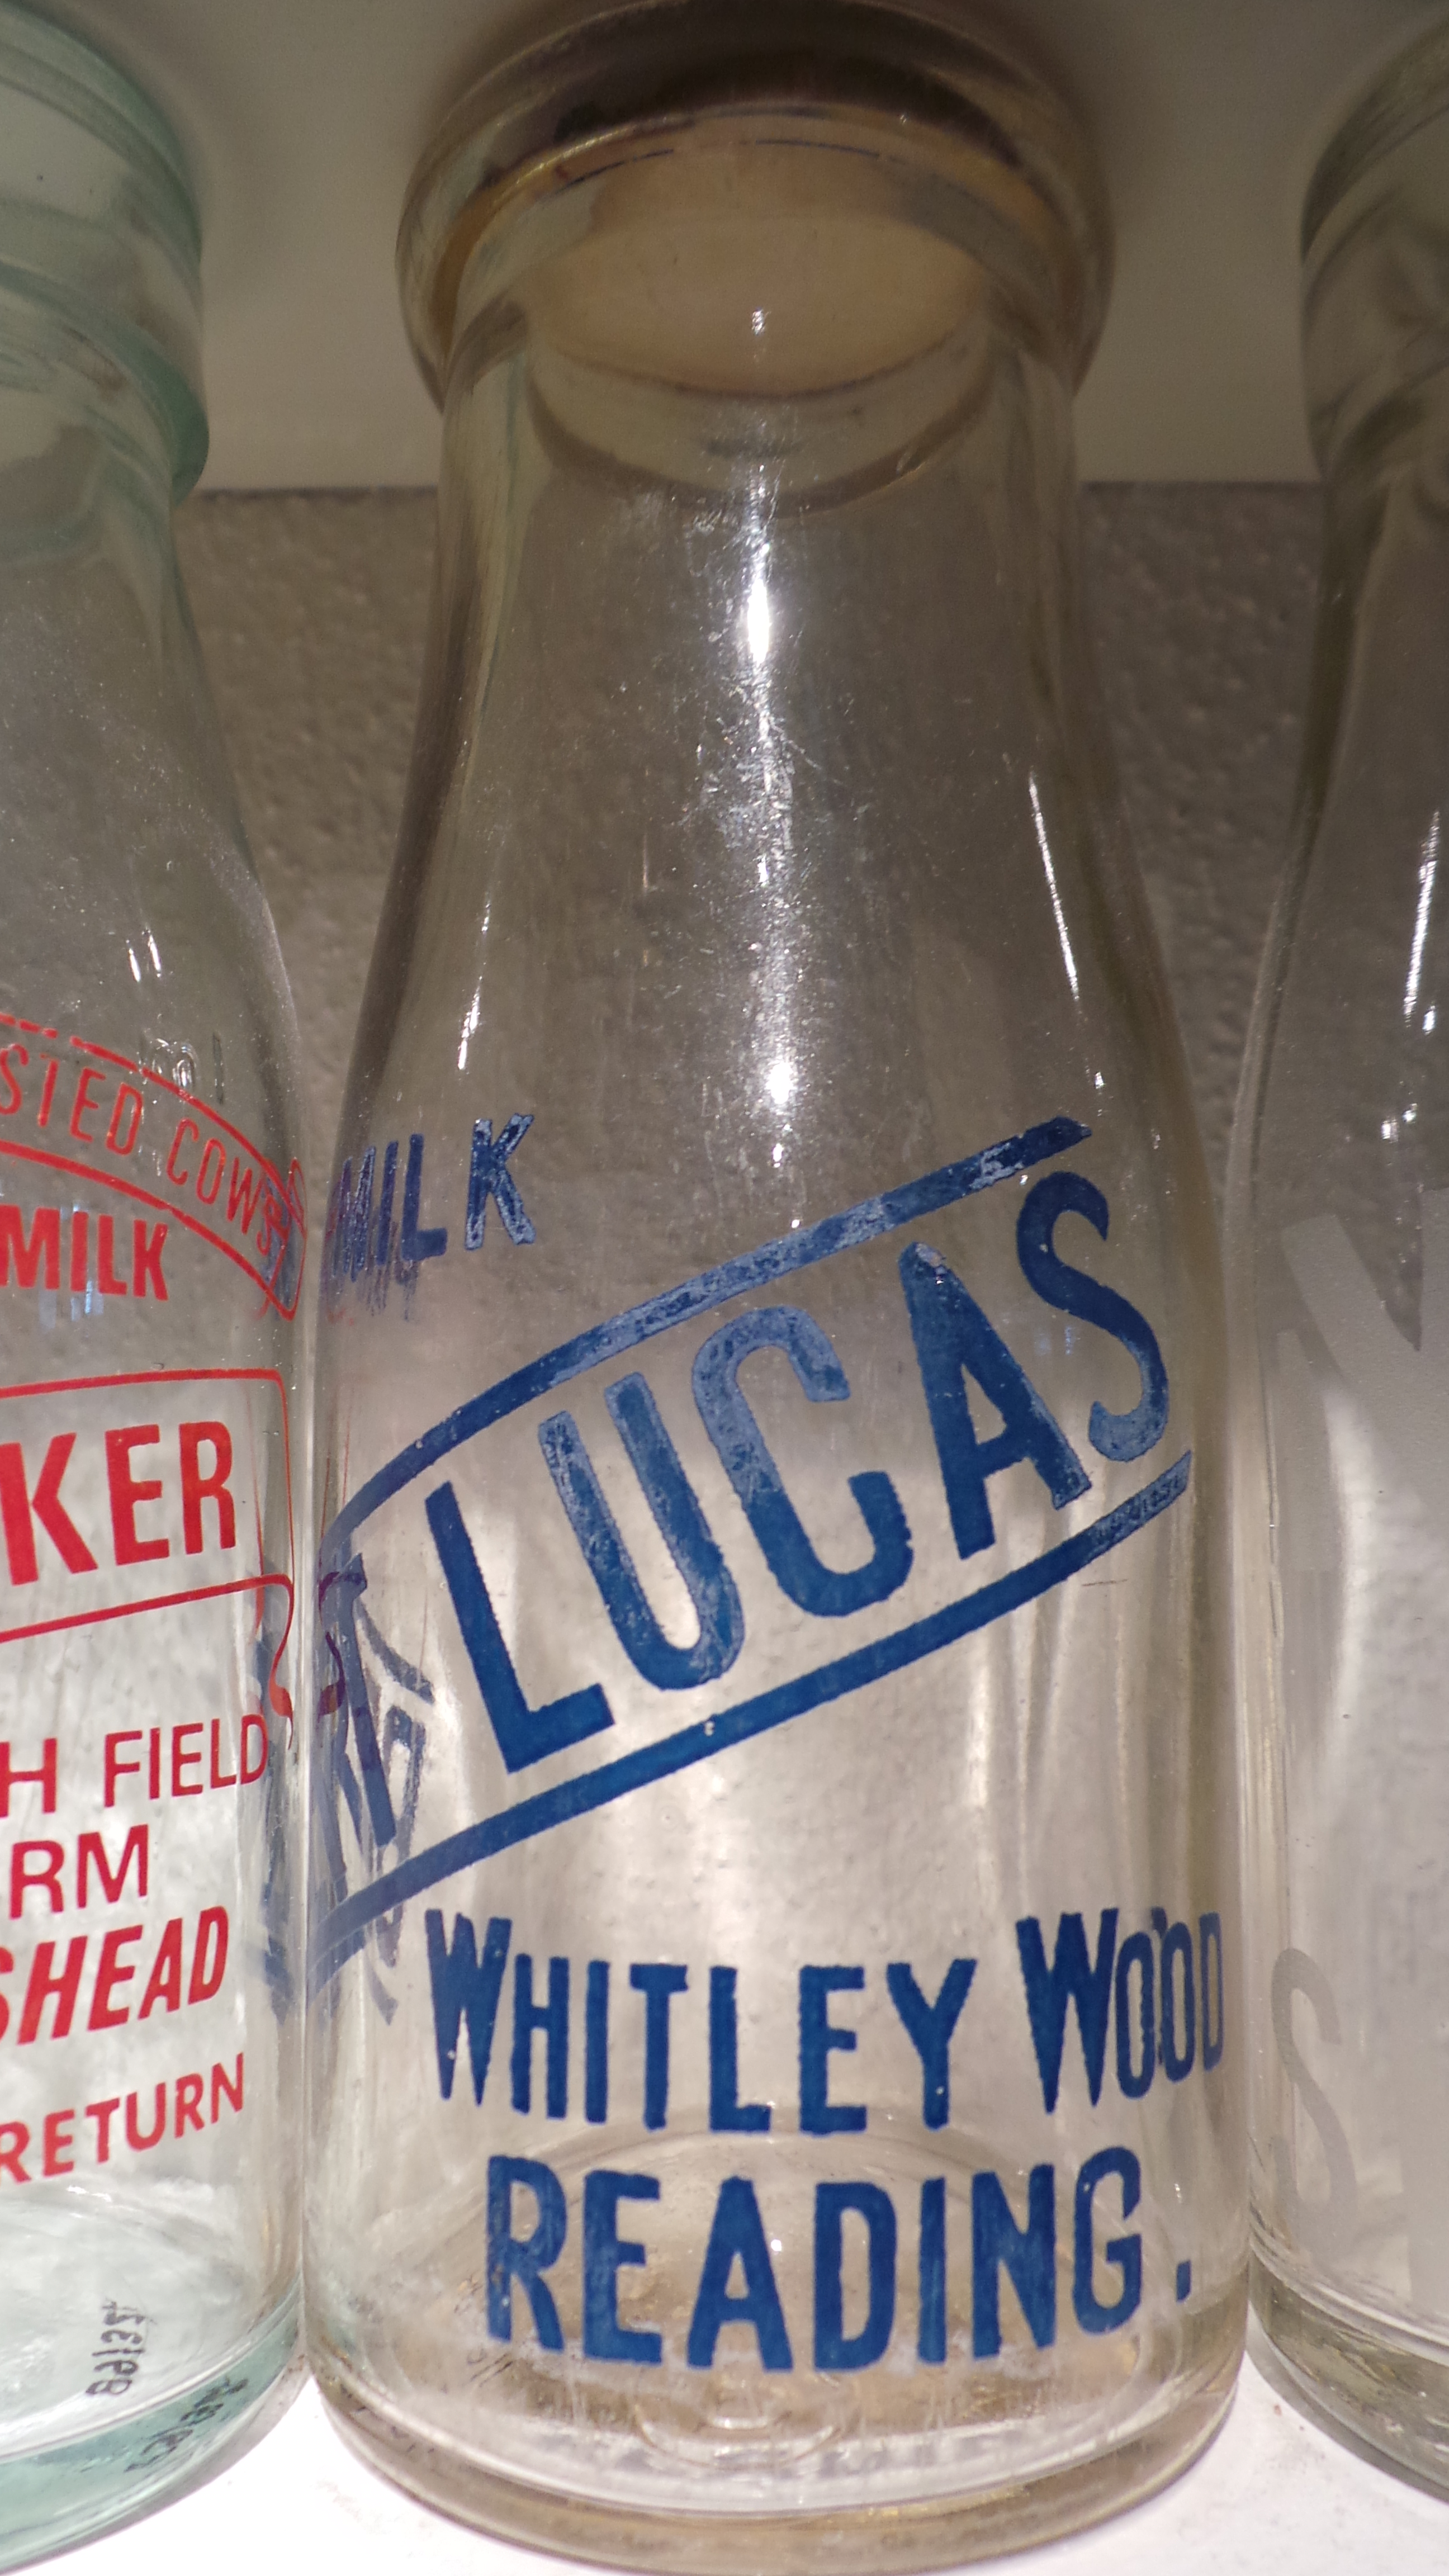 STED COWS
MILK
KER
H FIELD
RM
SHEAD
RETURN
MILK
LUCAS
WHITLEY WOOD
READING.